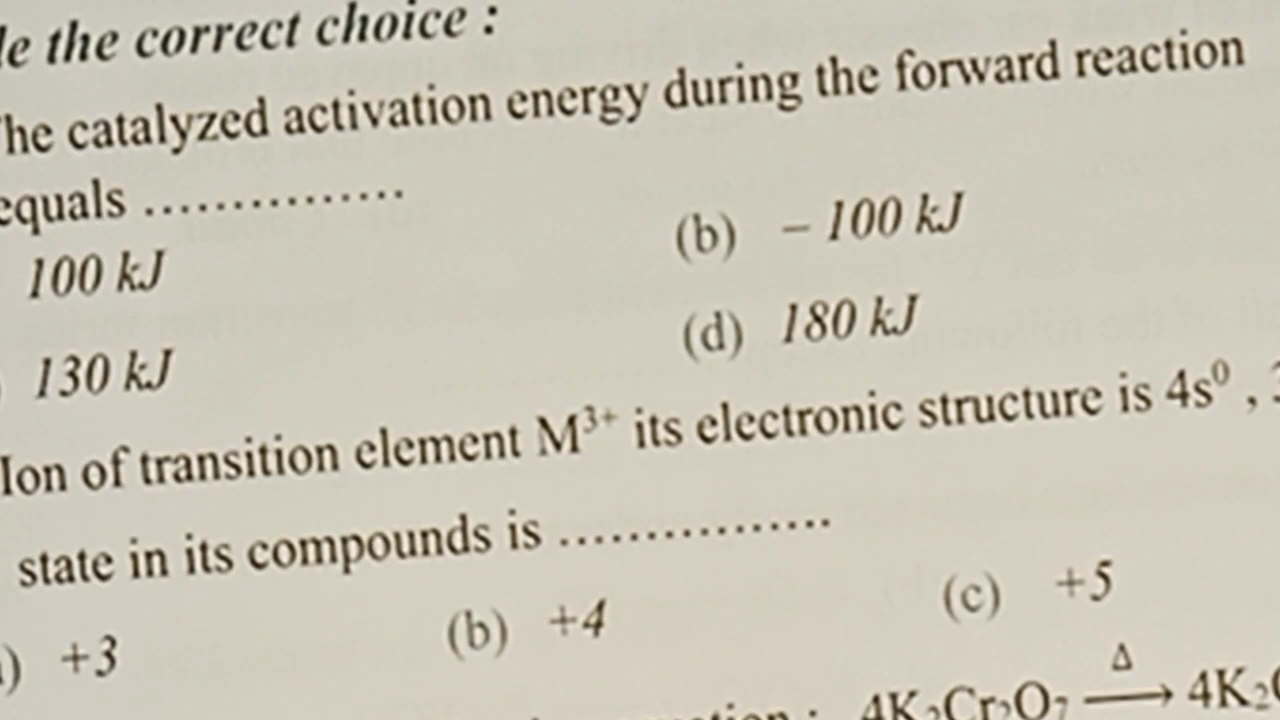 the correct choice :
he catalyzed activation energy during the forward reaction
equals ...............
100 kJ (b) – 100 kJ
130 kJ (d) 180 kJ
Ion of transition element M³⁺ its electronic structure is 4s⁰ ,
state in its compounds is ...............
) +3 (b) +4 (c) +5
: 4K₂Cr₂O₇ —Δ→ 4K₂